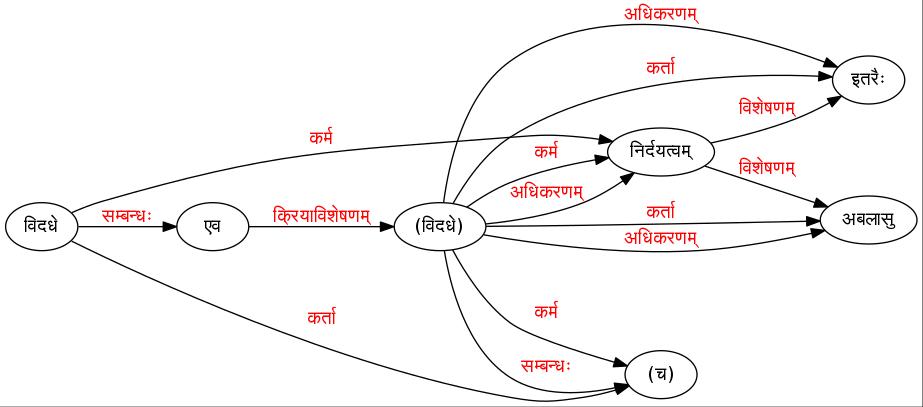 अधिकरणम्
कर्ता
इतरैः
विशेषणम्
कर्म
कर्म
निर्दयत्वम्
विशेषणम्
अधिकरणम्
सम्बन्धः
क्रियाविशेषणम्
कर्ता
विदधे
एव
(विदधे)
अबलासु
अधिकरणम्
कर्म
कर्ता
सम्बन्धः
(च)